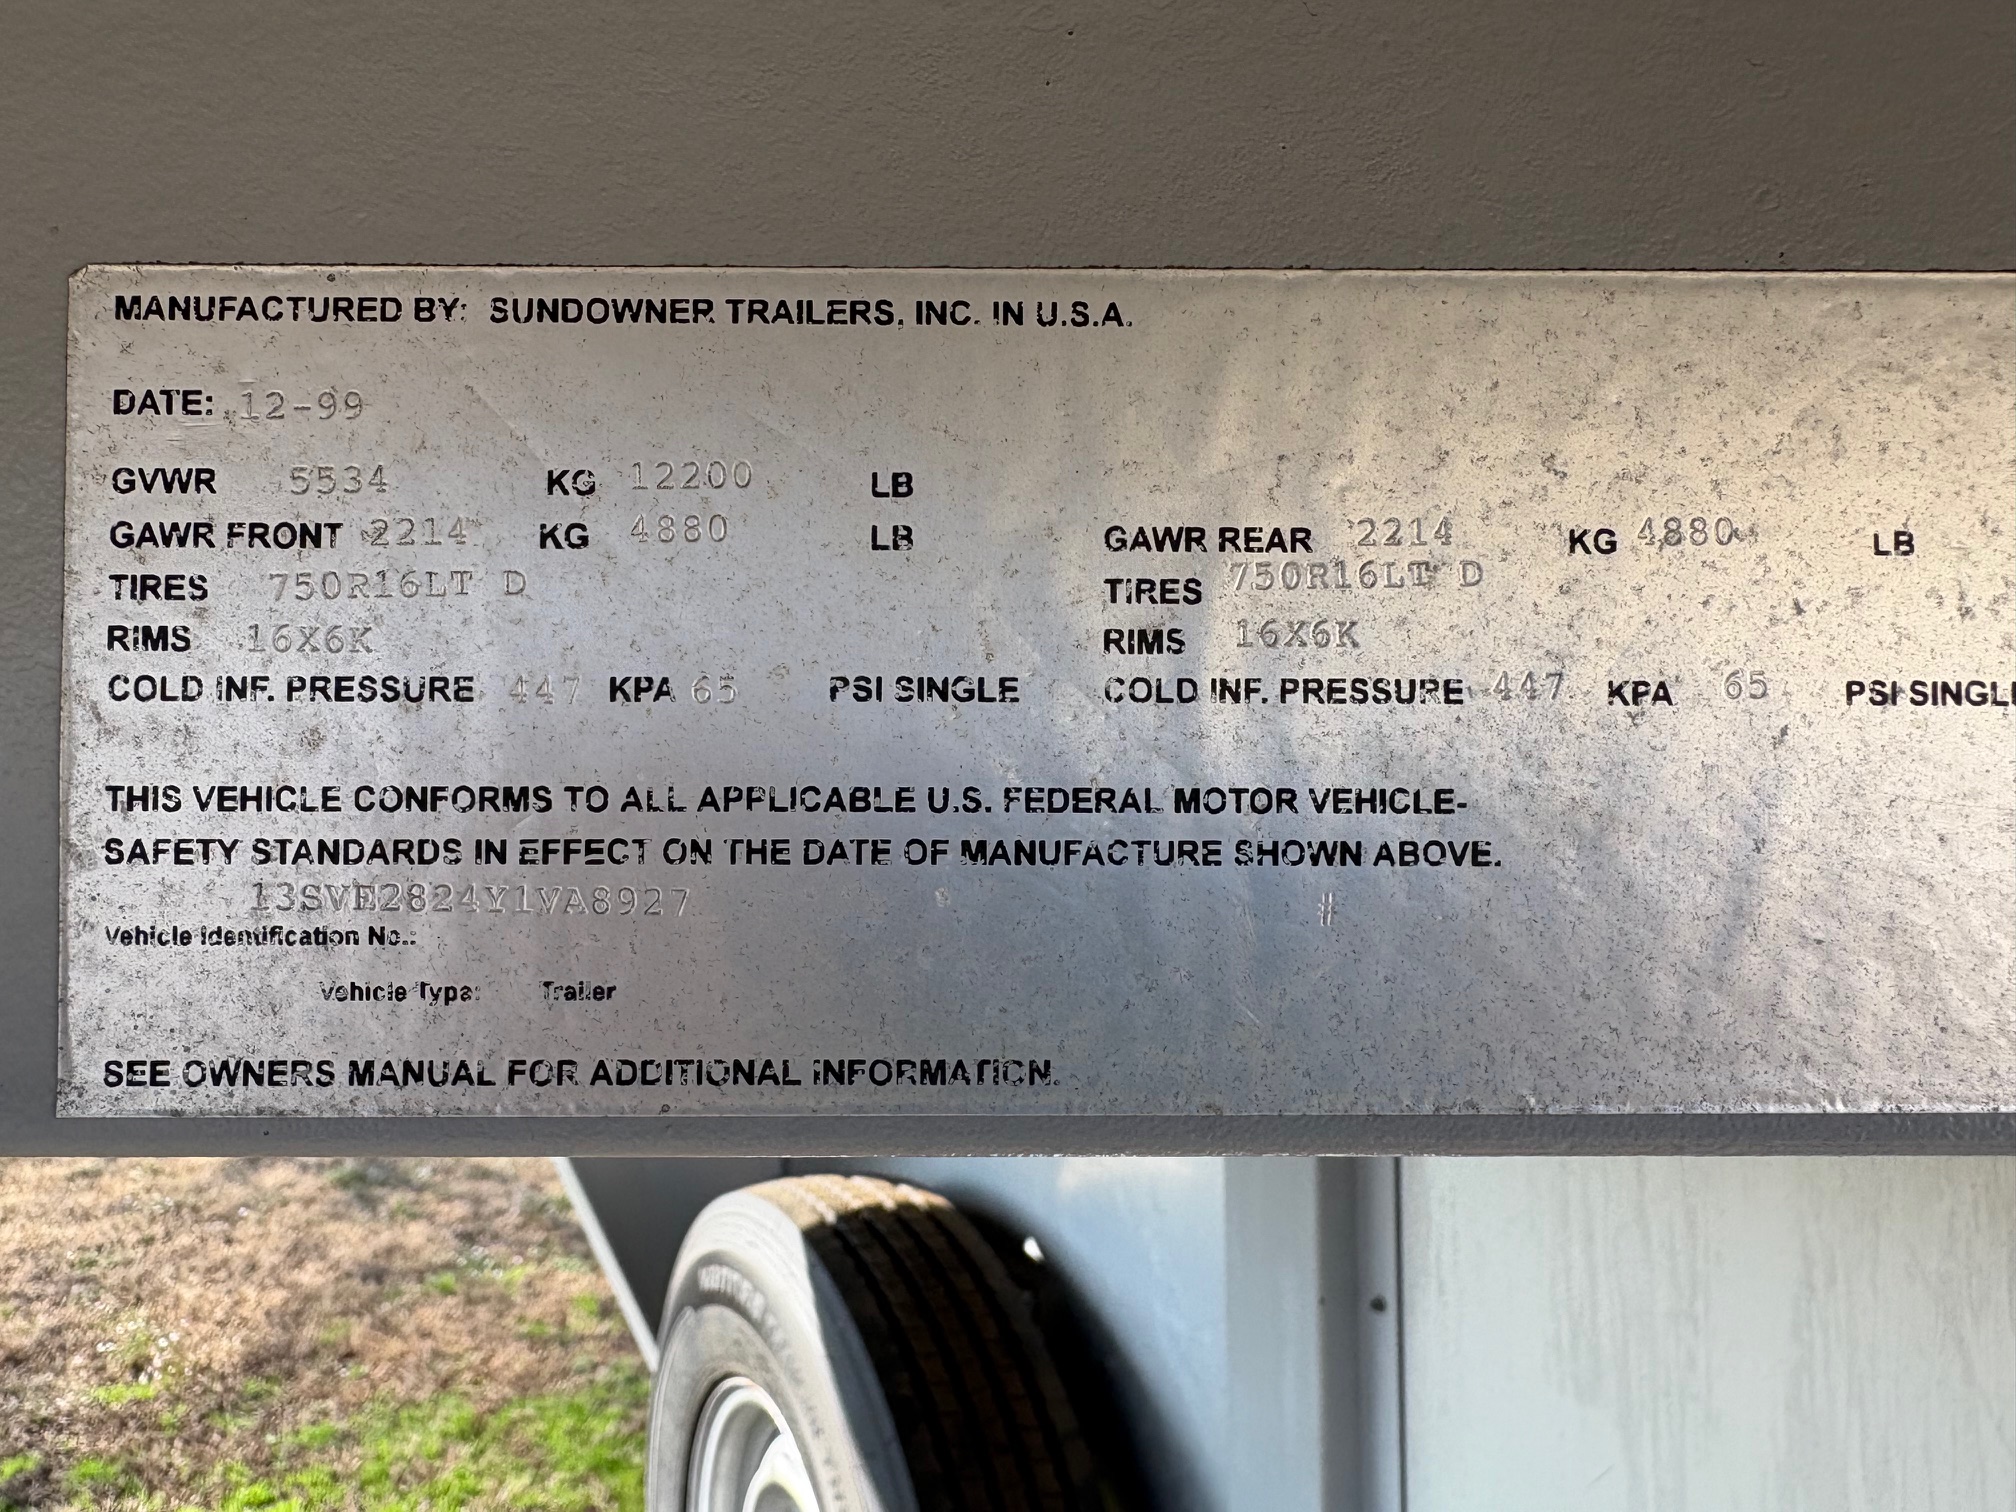 MANUFACTURED BY: SUNDOWNER TRAILERS, INC. IN U.S.A.
DATE: 12-99
GVWR 5534 KG 12200 LB
GAWR FRONT 2214 KG 4880 LB GAWR REAR 2214 KG 4880 LB
TIRES 750R16LT D TIRES 750R16LT D
RIMS 16X6K RIMS 16X6K
COLD INF. PRESSURE 447 KPA 65 PSI SINGLE COLD INF. PRESSURE 447 KPA 65 PSI SINGL
THIS VEHICLE CONFORMS TO ALL APPLICABLE U.S. FEDERAL MOTOR VEHICLE-
SAFETY STANDARDS IN EFFECT ON THE DATE OF MANUFACTURE SHOWN ABOVE.
13SVE2824Y1VA8927 #
Vehicle Identification No.:
Vehicle Type: Trailer
SEE OWNERS MANUAL FOR ADDITIONAL INFORMATION.